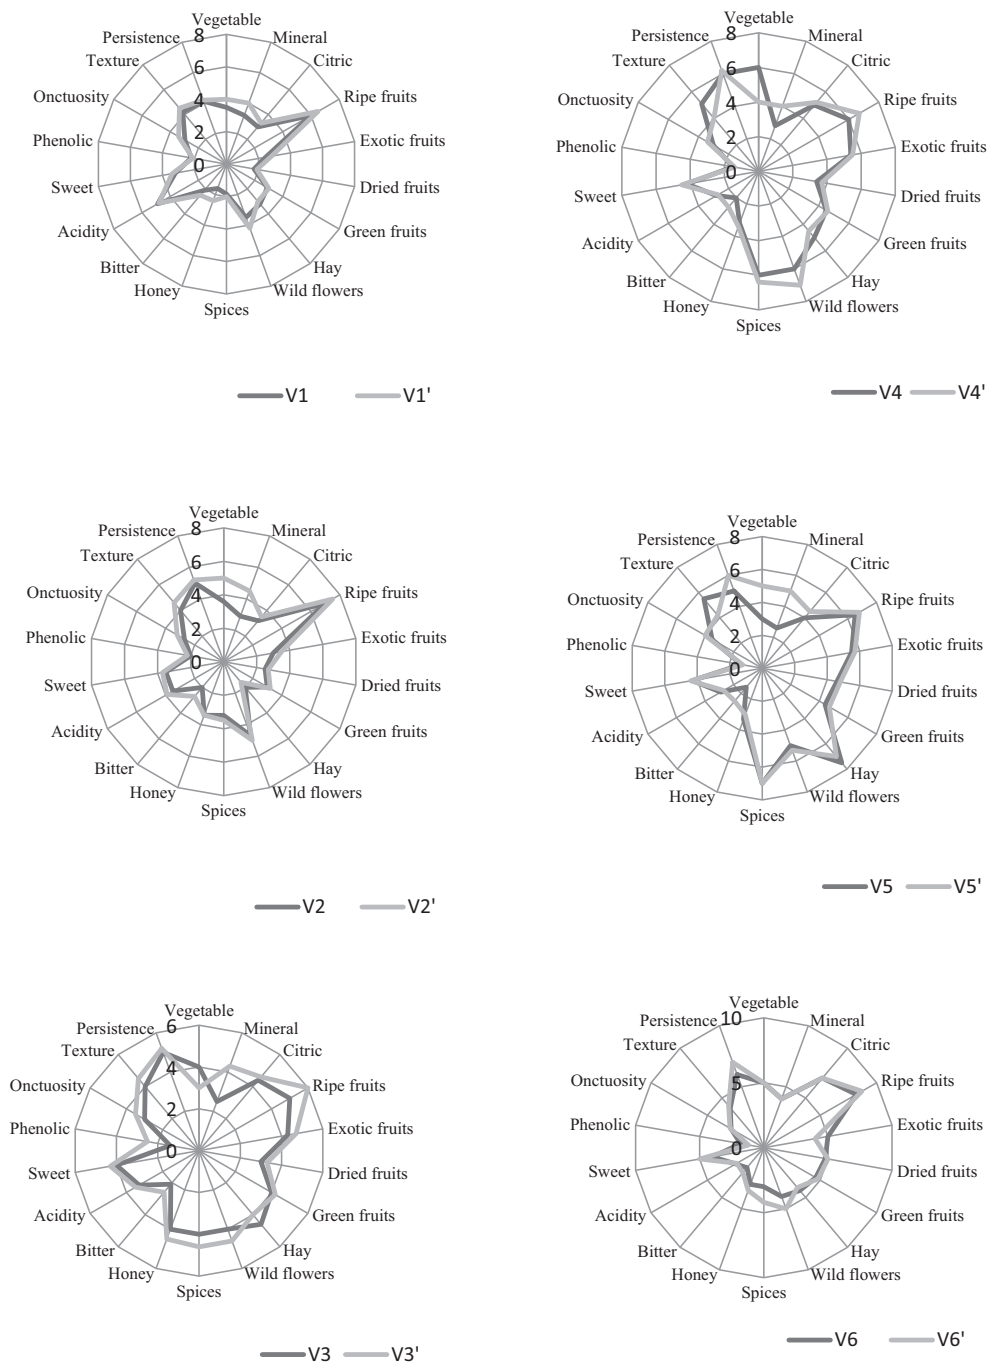 Vegetable
Persistence 8 Mineral
Texture Citric
6
Onctuosity 4 Ripe fruits
2
Phenolic Exotic fruits
0
Sweet Dried fruits
Acidity Green fruits
Bitter Hay
Honey Wild flowers
Spices
V1 V1'
Vegetable
Persistence 8 Mineral
Texture Citric
6
Onctuosity 4 Ripe fruits
2
Phenolic Exotic fruits
0
Sweet Dried fruits
Acidity Green fruits
Bitter Hay
Honey Wild flowers
Spices
V4 V4'
Vegetable
Persistence 8 Mineral
Texture Citric
6
Onctuosity 4 Ripe fruits
2
Phenolic Exotic fruits
0
Sweet Dried fruits
Acidity Green fruits
Bitter Hay
Honey Wild flowers
Spices
V2 V2'
Vegetable
Persistence 8 Mineral
Texture Citric
6
Onctuosity 4 Ripe fruits
2
Phenolic Exotic fruits
0
Sweet Dried fruits
Acidity Green fruits
Bitter Hay
Honey Wild flowers
Spices
V5 V5'
Vegetable
Persistence 6 Mineral
Texture Citric
4
Onctuosity Ripe fruits
2
Phenolic Exotic fruits
0
Sweet Dried fruits
Acidity Green fruits
Bitter Hay
Honey Wild flowers
Spices
V3 V3'
Vegetable
Persistence 10 Mineral
Texture Citric
Onctuosity 5 Ripe fruits
Phenolic Exotic fruits
0
Sweet Dried fruits
Acidity Green fruits
Bitter Hay
Honey Wild flowers
Spices
V6 V6'